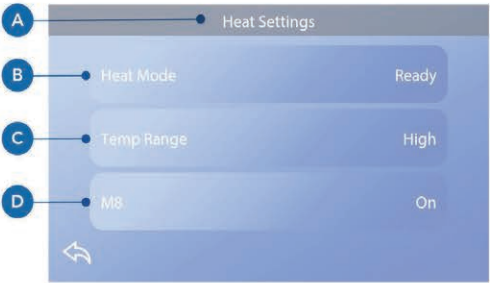 A Heat Settings
B Heat Mode Ready
C Temp Range High
D M8 On